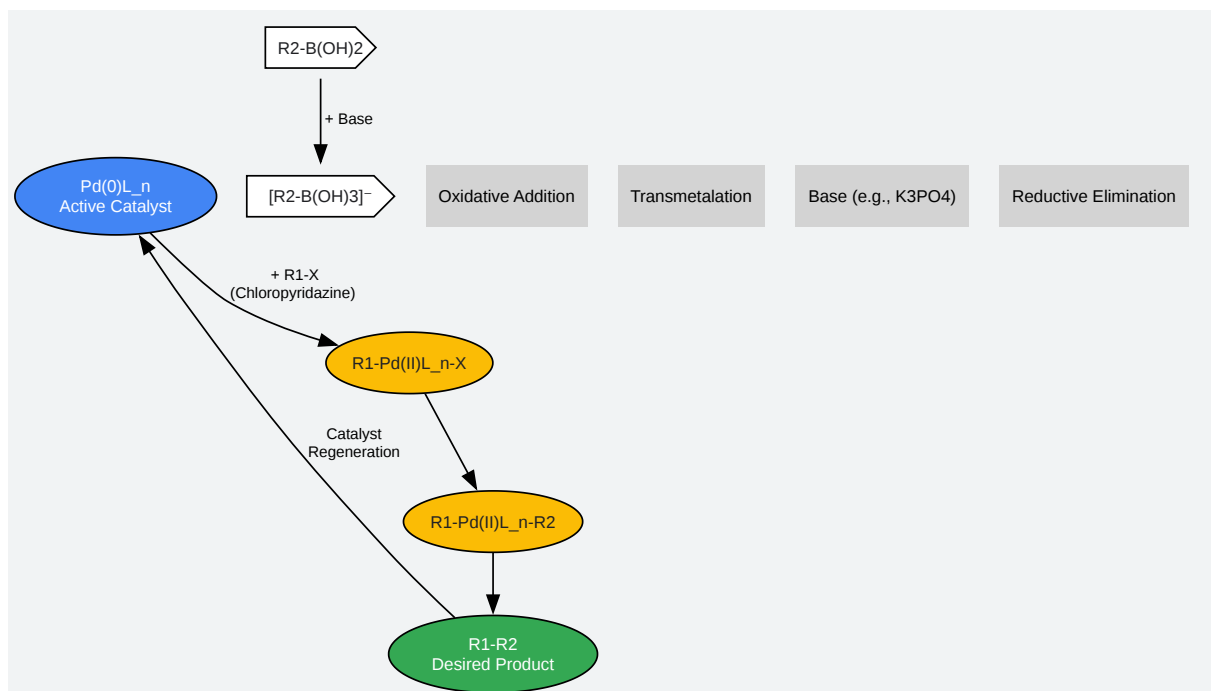 R2-B(OH)2
+ Base
Pd(0)L_n
Active Catalyst
[R2-B(OH)3]⁻
Oxidative Addition
Transmetalation
Base (e.g., K3PO4)
Reductive Elimination
+ R1-X
(Chloropyridazine)
R1-Pd(II)L_n-X
Catalyst
Regeneration
R1-Pd(II)L_n-R2
R1-R2
Desired Product